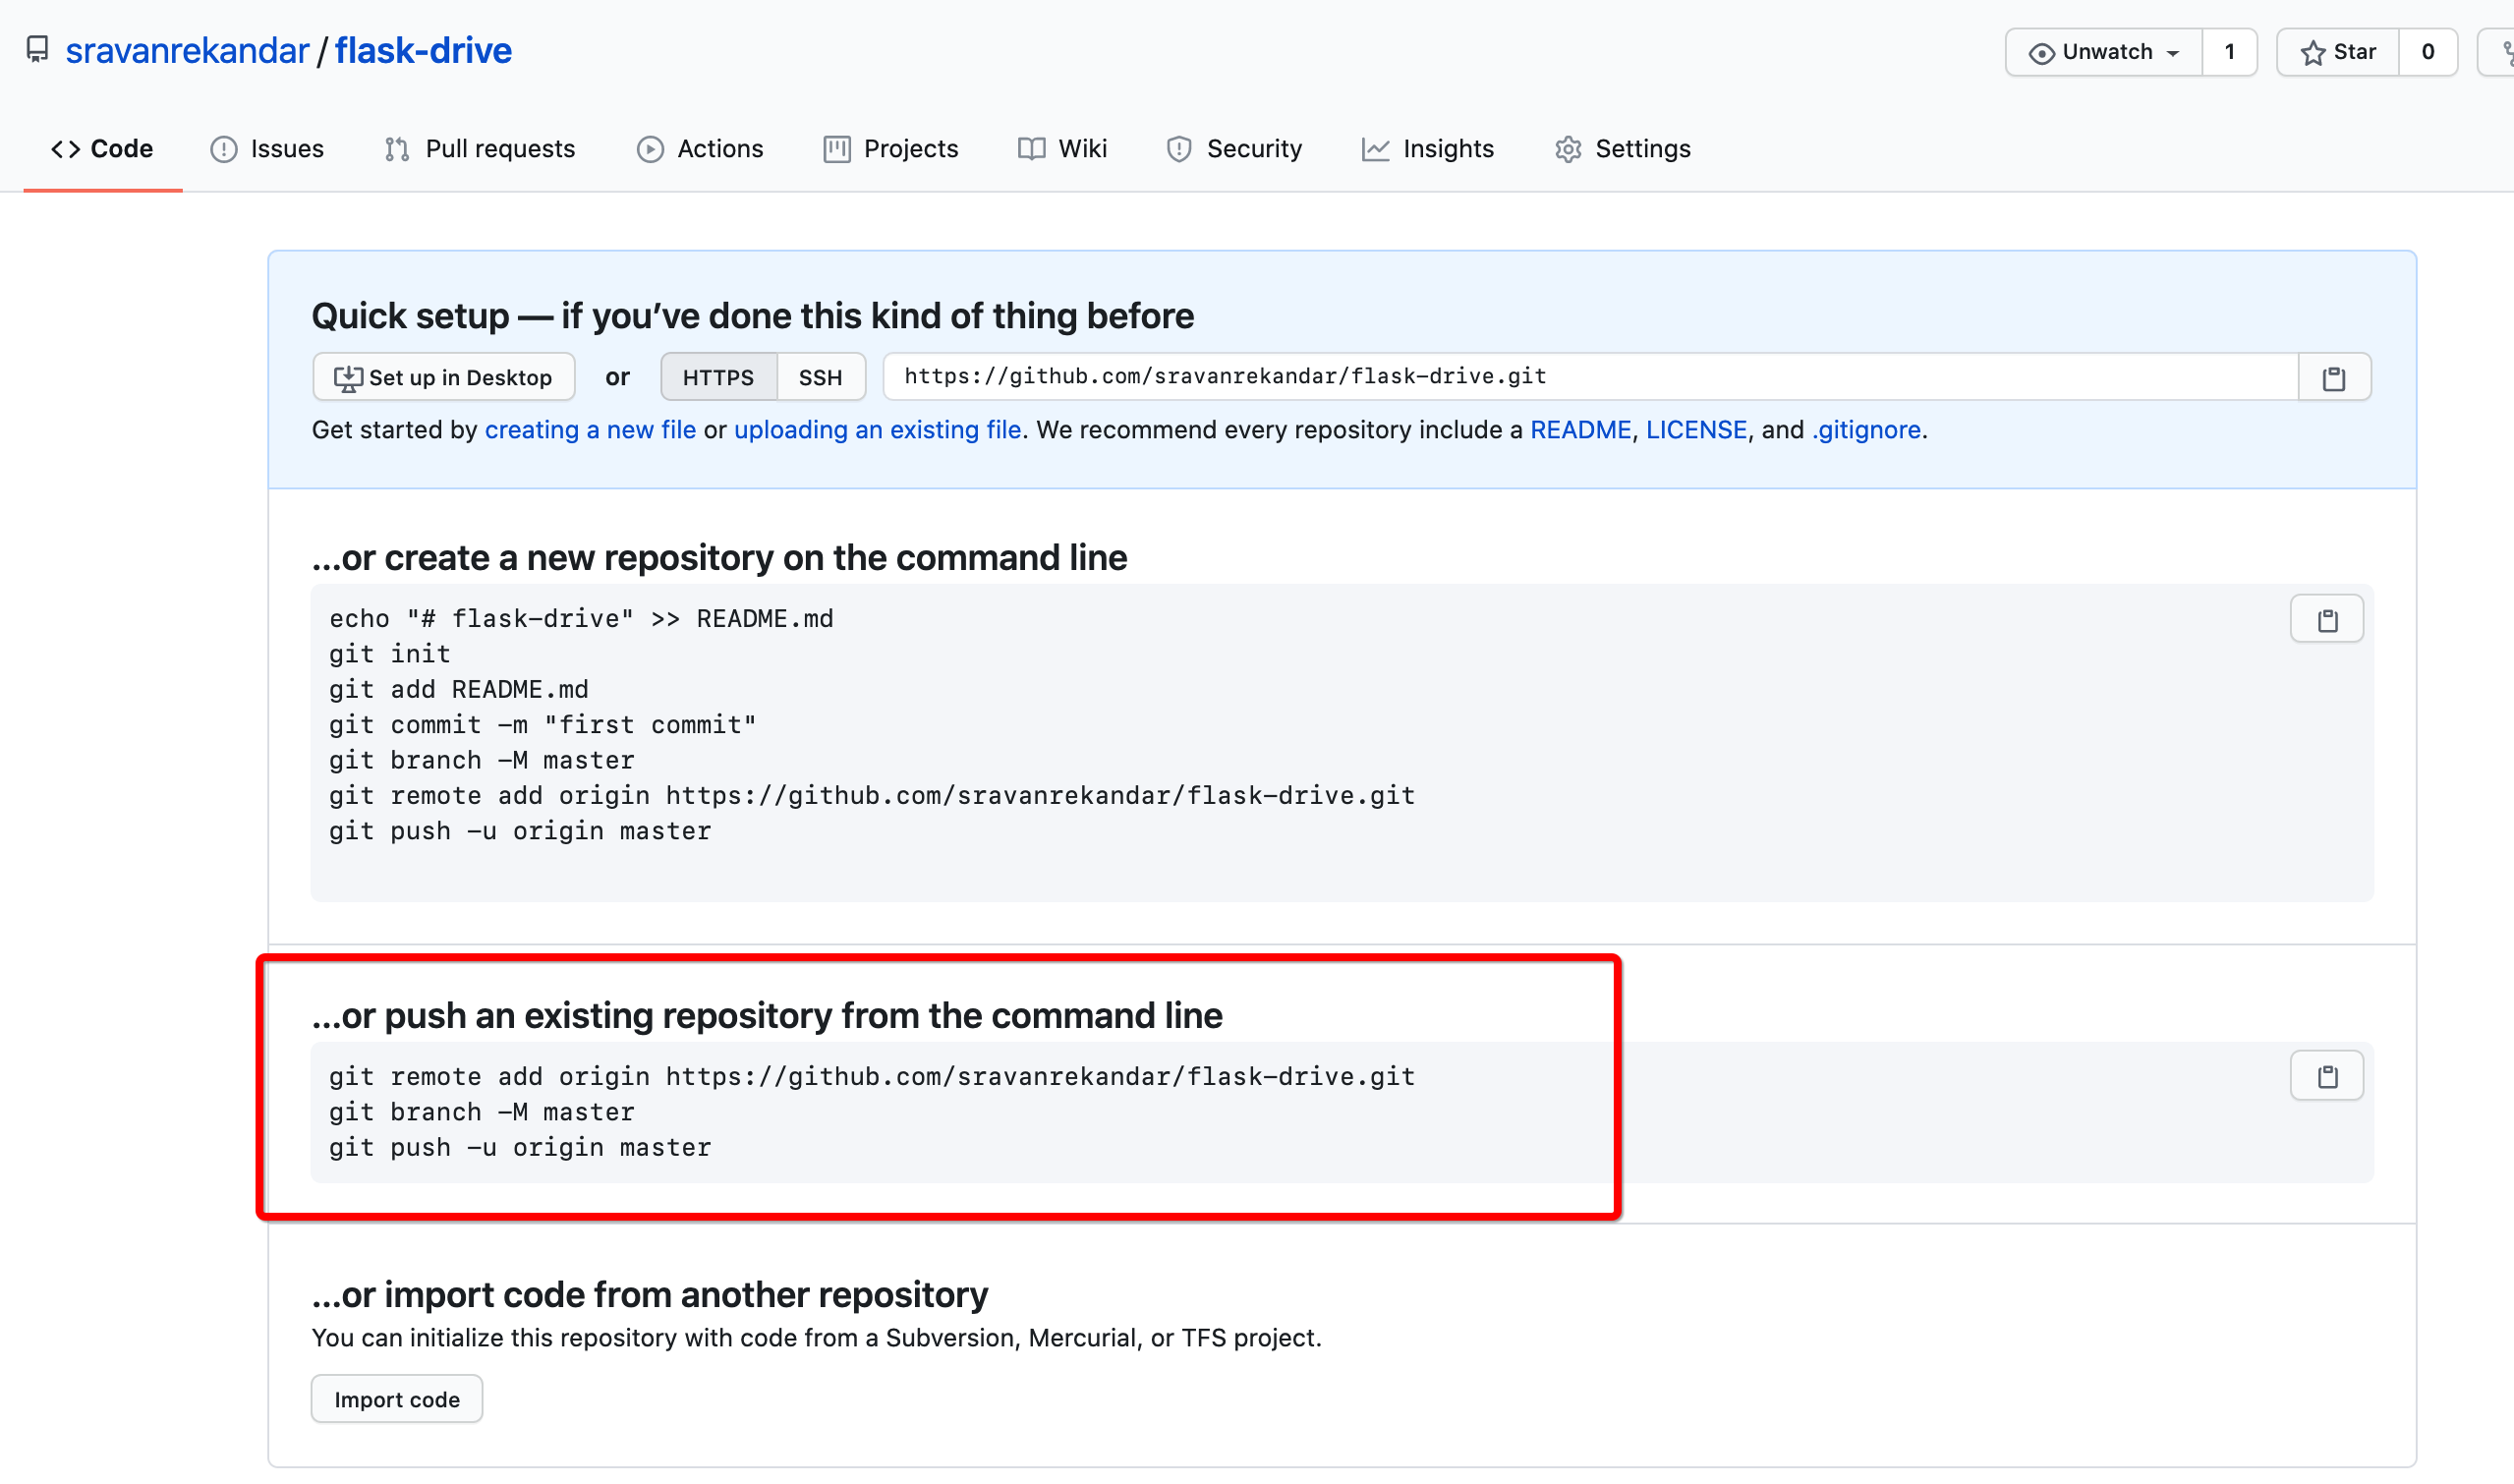 sravanrekandar / flask-drive
Unwatch 1 Star 0
Code Issues Pull requests Actions Projects Wiki Security Insights Settings
Quick setup — if you’ve done this kind of thing before
Set up in Desktop or HTTPS SSH https://github.com/sravanrekandar/flask-drive.git
Get started by creating a new file or uploading an existing file. We recommend every repository include a README, LICENSE, and .gitignore.
…or create a new repository on the command line
echo "# flask-drive" >> README.md
git init
git add README.md
git commit -m "first commit"
git branch -M master
git remote add origin https://github.com/sravanrekandar/flask-drive.git
git push -u origin master
…or push an existing repository from the command line
git remote add origin https://github.com/sravanrekandar/flask-drive.git
git branch -M master
git push -u origin master
…or import code from another repository
You can initialize this repository with code from a Subversion, Mercurial, or TFS project.
Import code